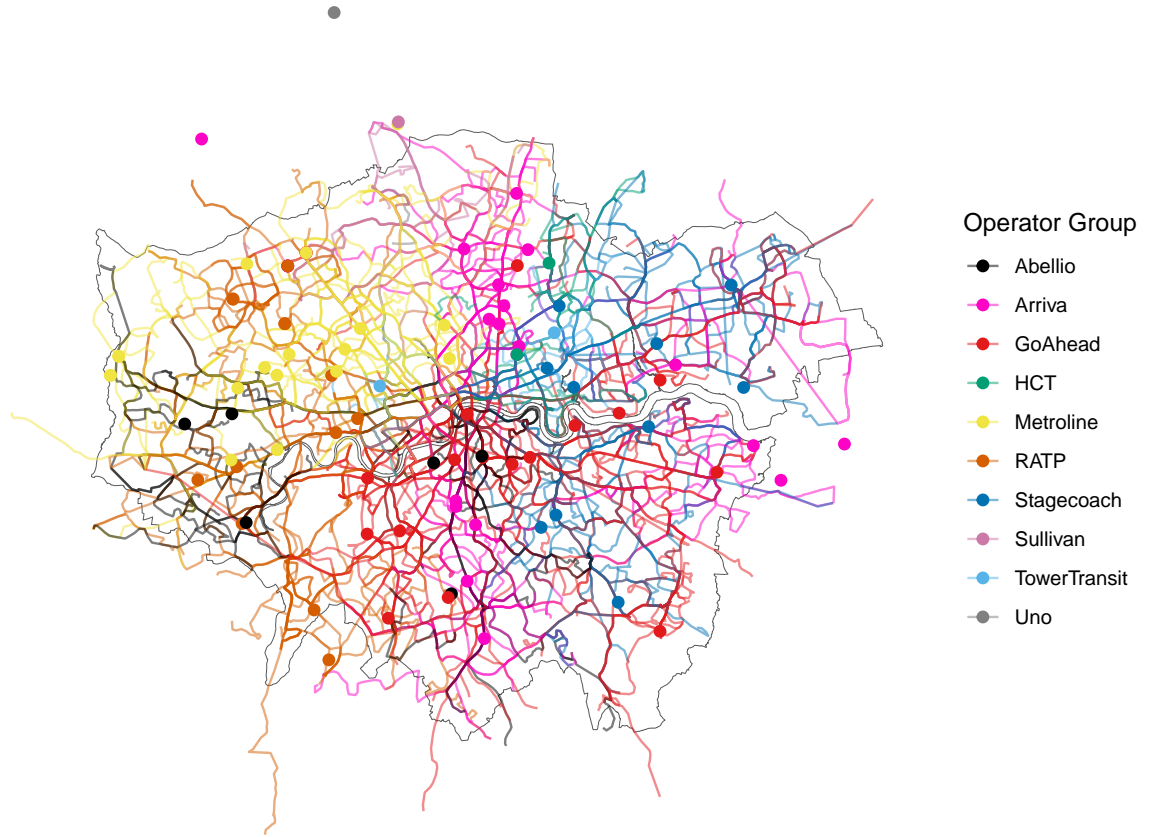 Operator Group
Abellio
Arriva
GoAhead
HCT
Metroline
RATP
Stagecoach
Sullivan
TowerTransit
Uno